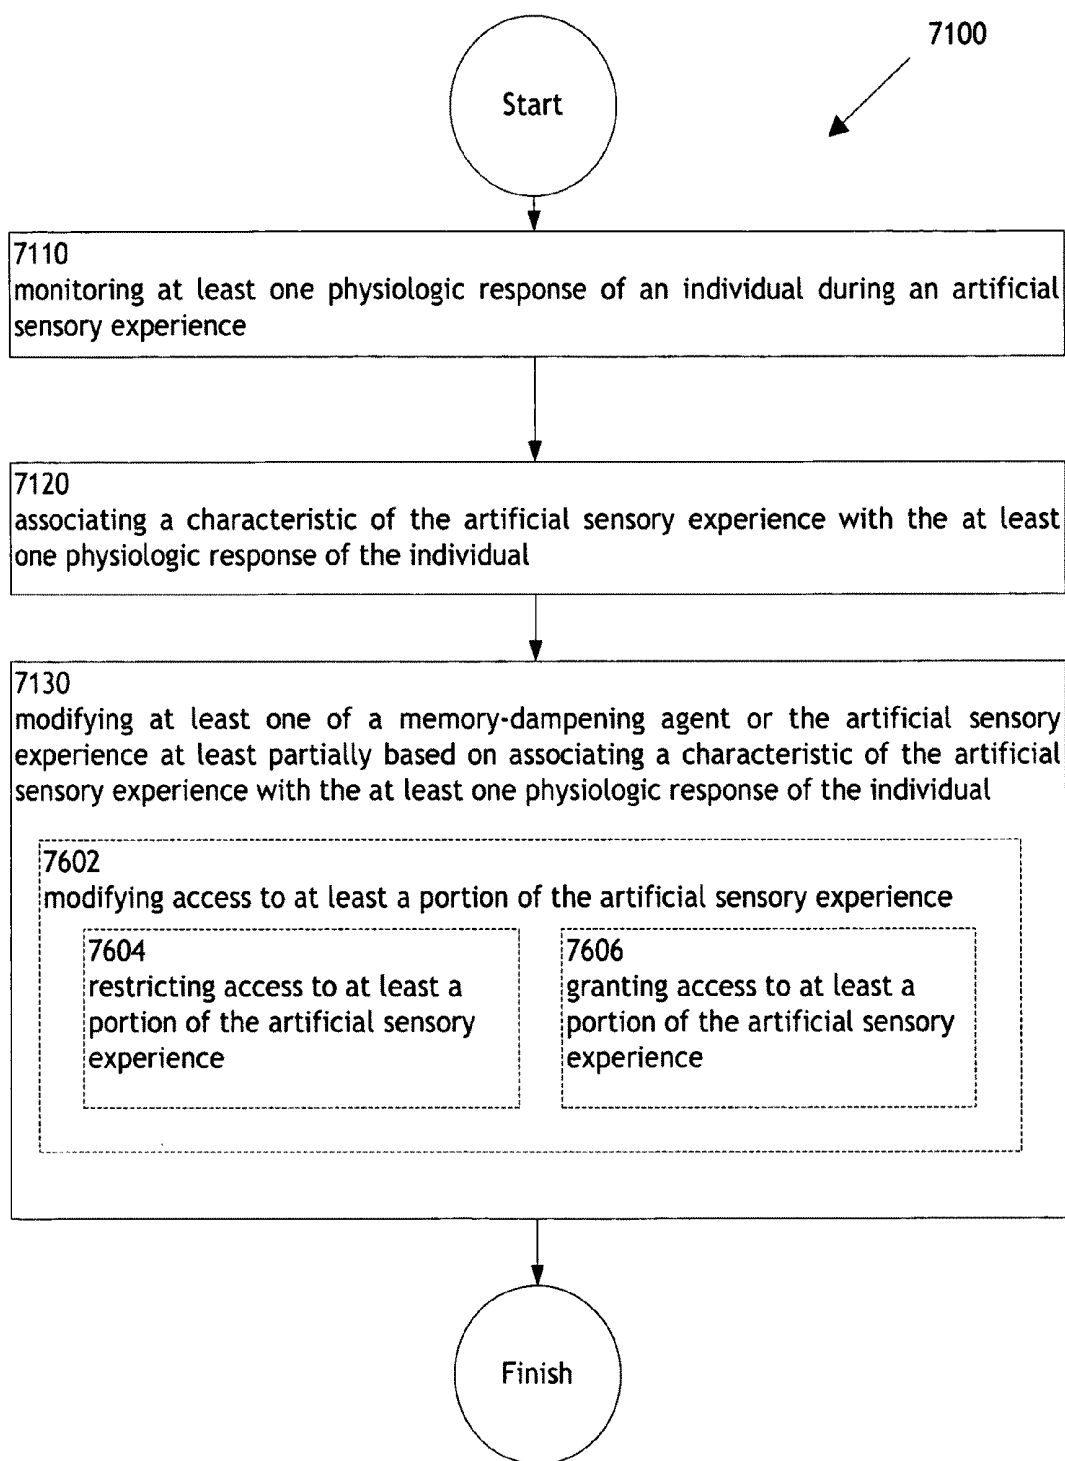 7100
Start
7110
monitoring at least one physiologic response of an individual during an artificial
sensory experience
7120
associating a characteristic of the artificial sensory experience with the at least
one physiologic response of the individual
7130
modifying at least one of a memory-dampening agent or the artificial sensory
experience at least partially based on associating a characteristic of the artificial
sensory experience with the at least one physiologic response of the individual
7602
modifying access to at least a portion of the artificial sensory experience
7604
restricting access to at least a
portion of the artificial sensory
experience
7606
granting access to at least a
portion of the artificial sensory
experience
Finish